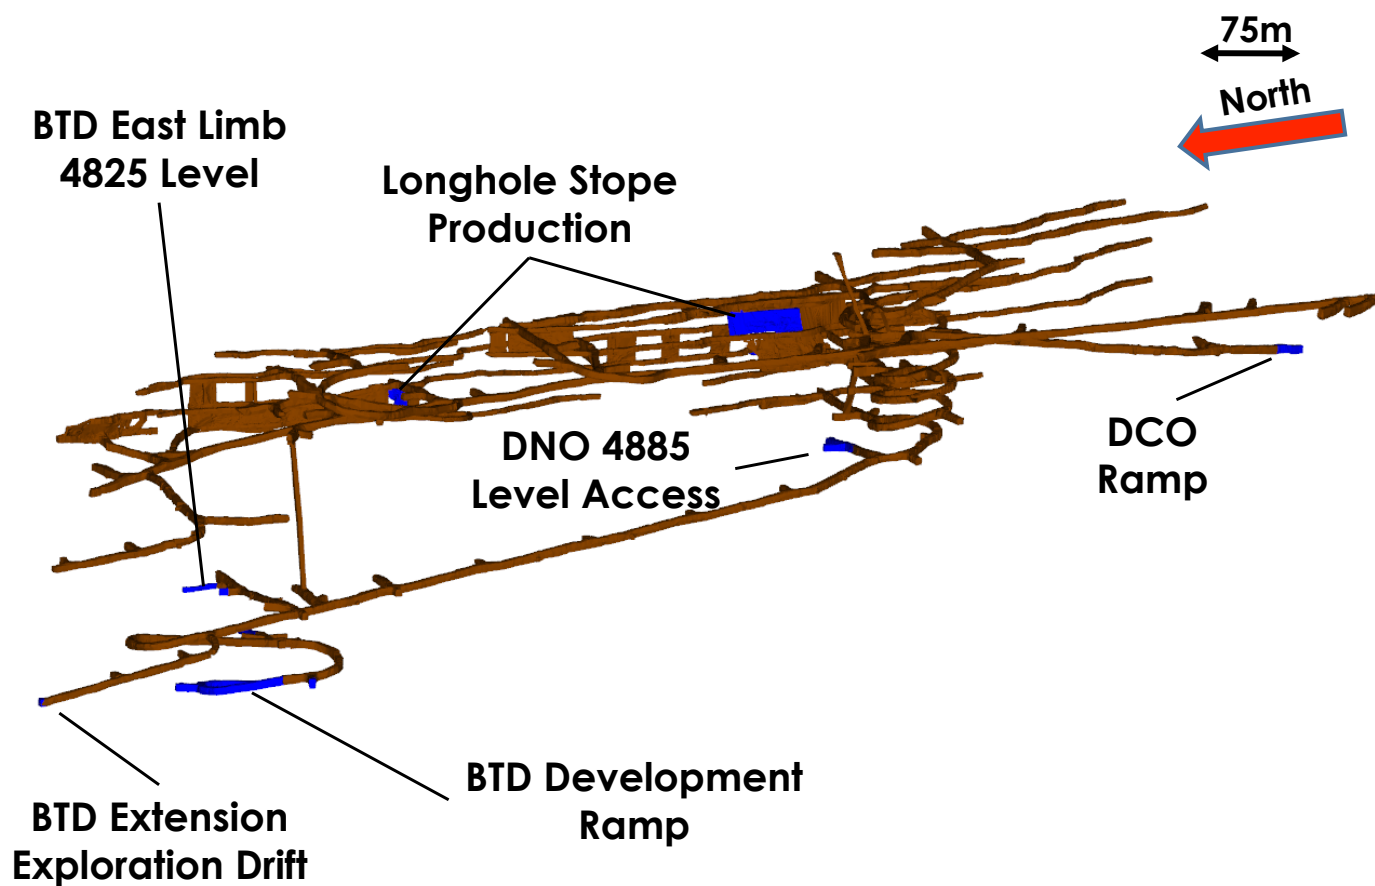 75m
North
BTD East Limb
4825 Level
Longhole Stope
Production
DNO 4885
Level Access
DCO
Ramp
BTD Development
Ramp
BTD Extension
Exploration Drift